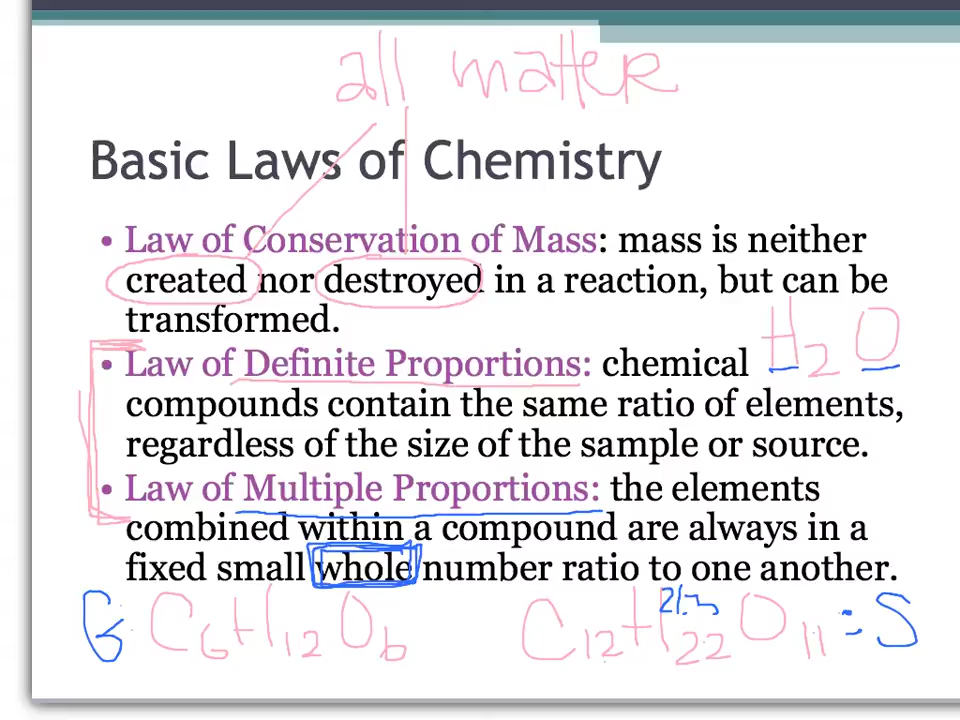 all matter
Basic Laws of Chemistry
• Law of Conservation of Mass: mass is neither
created nor destroyed in a reaction, but can be
transformed.
H2O
• Law of Definite Proportions: chemical
compounds contain the same ratio of elements,
regardless of the size of the sample or source.
• Law of Multiple Proportions: the elements
combined within a compound are always in a
fixed small whole number ratio to one another.
G C6H12O6 C12H22O11 = S